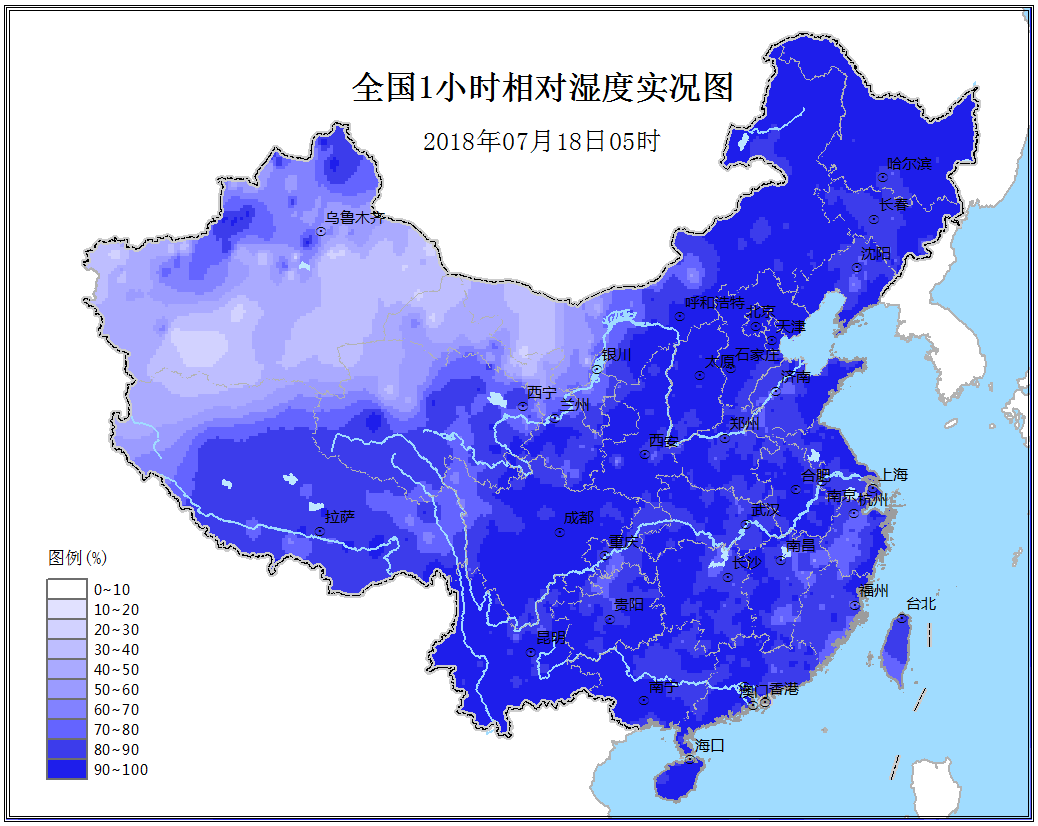 全国1小时相对湿度实况图
2018年07月18日05时
哈尔滨
长春
乌鲁木齐
沈阳
呼和浩特
北京
天津
银川
太原
石家庄
济南
西宁
兰州
郑州
西安
合肥
上海
南京
杭州
拉萨
成都
武汉
重庆
南昌
长沙
贵阳
福州
台北
昆明
南宁
澳门
香港
海口
图例(%)
0~10
10~20
20~30
30~40
40~50
50~60
60~70
70~80
80~90
90~100